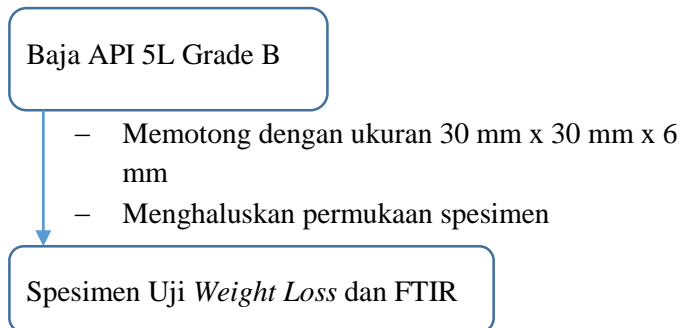 Baja API 5L Grade B
− Memotong dengan ukuran 30 mm x 30 mm x 6
mm
− Menghaluskan permukaan spesimen
Spesimen Uji Weight Loss dan FTIR